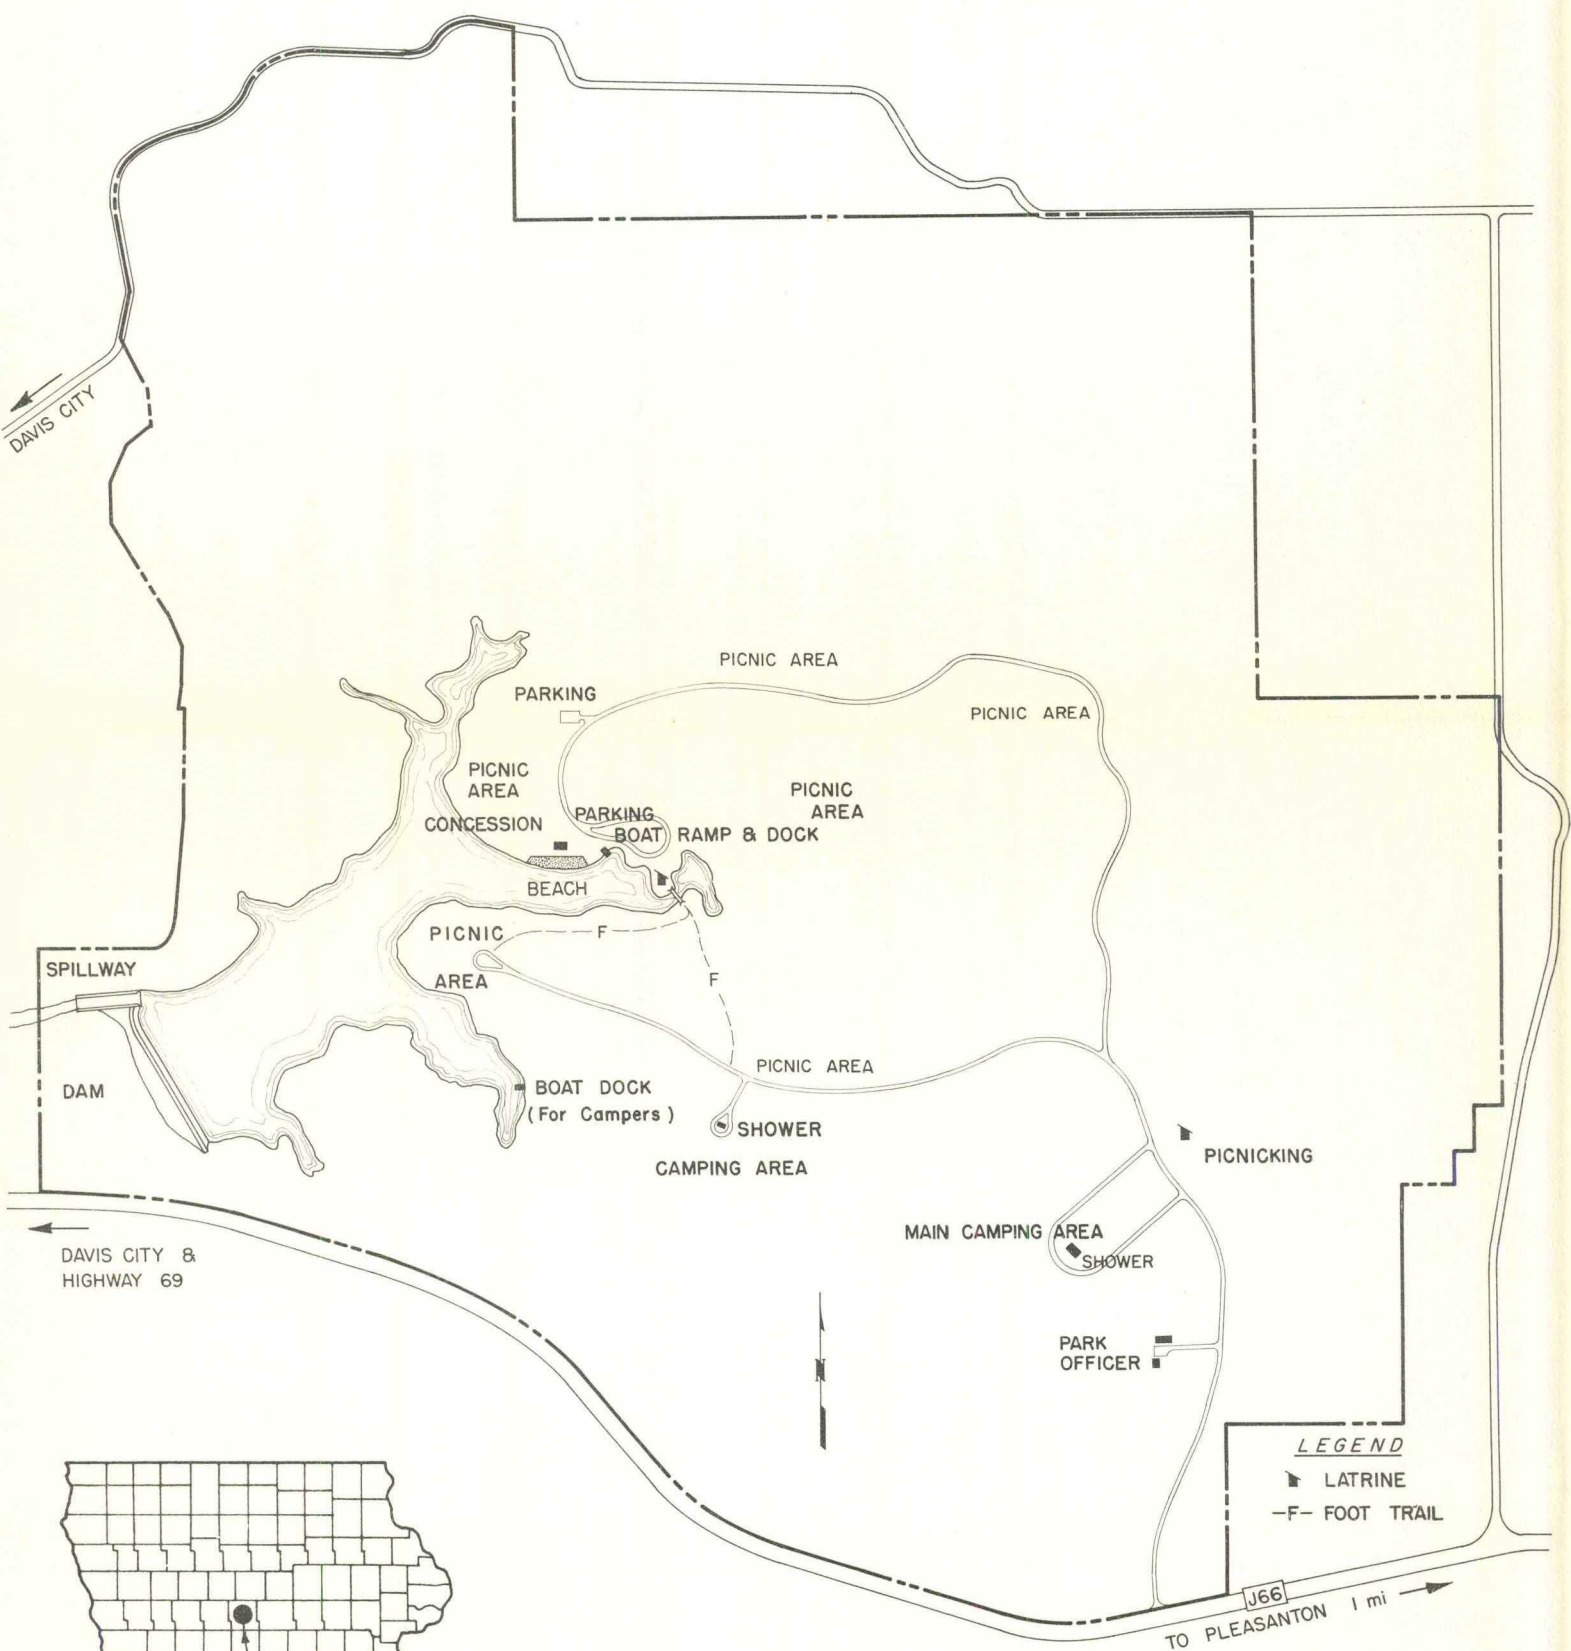 DAVIS CITY
PICNIC AREA
PARKING
PICNIC AREA
PICNIC
AREA
PICNIC
AREA
CONCESSION
PARKING
BOAT RAMP & DOCK
BEACH
PICNIC
AREA
F
F
SPILLWAY
DAM
PICNIC AREA
BOAT DOCK
(For Campers)
SHOWER
CAMPING AREA
PICNICKING
MAIN CAMPING AREA
SHOWER
DAVIS CITY &
HIGHWAY 69
N
PARK
OFFICER
LEGEND
LATRINE
-F- FOOT TRAIL
J66
TO PLEASANTON 1 mi